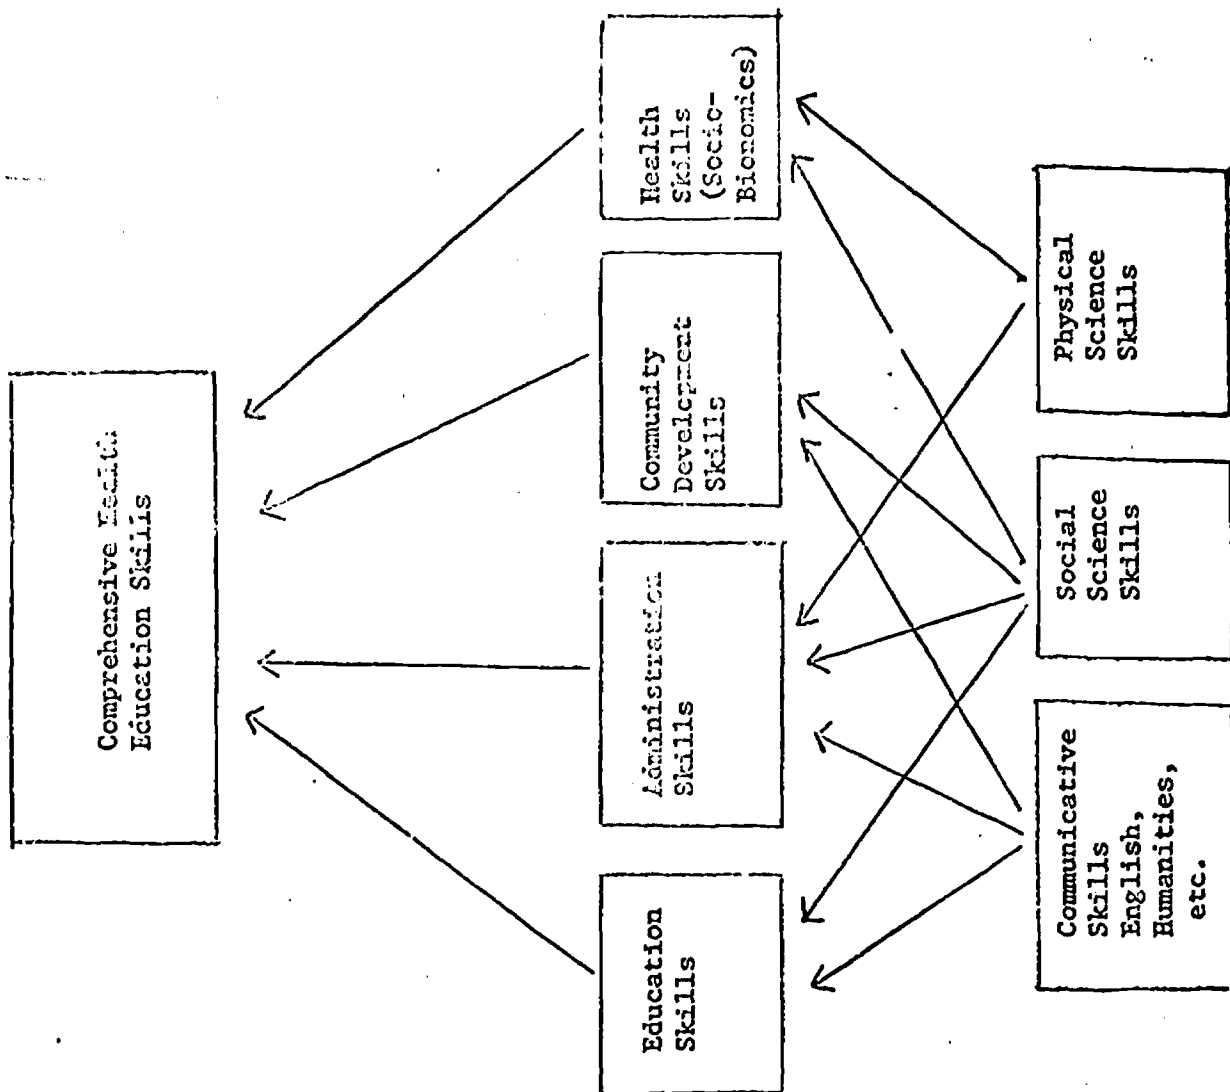 Comprehensive Health
Education Skills
Education
Skills
Administration
Skills
Community
Development
Skills
Health
Skills
(Socio-
Bionomics)
Communicative
Skills
English,
Humanities,
etc.
Social
Science
Skills
Physical
Science
Skills